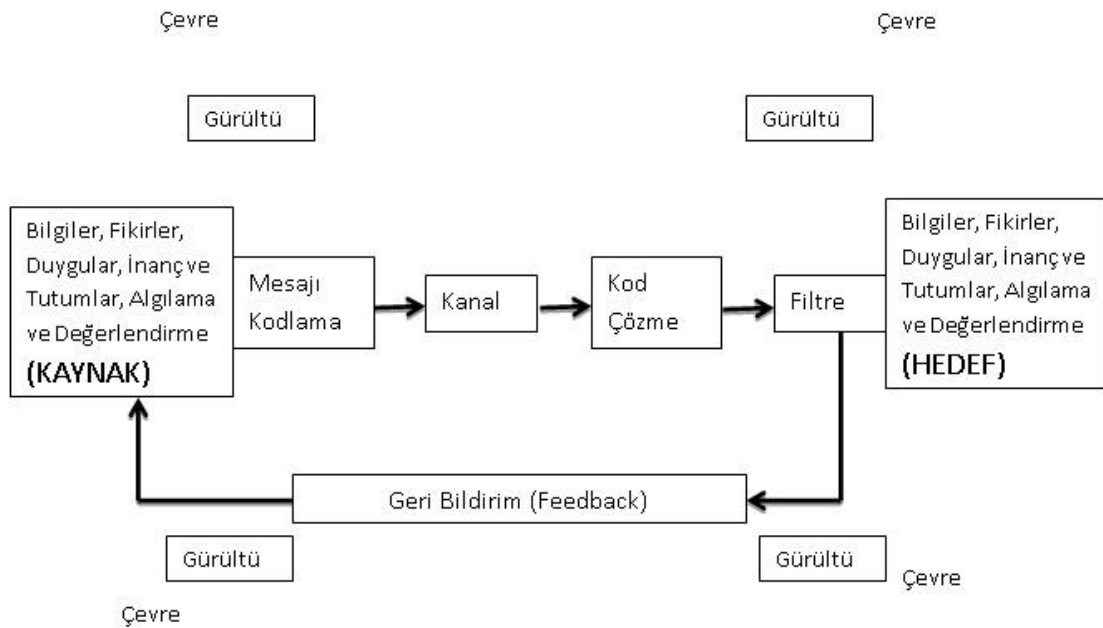 Çevre
Çevre
Gürültü
Gürültü
Bilgiler, Fikirler,
Duygular, İnanç ve
Tutumlar, Algılama
ve Değerlendirme
(KAYNAK)
Mesajı
Kodlama
Kanal
Kod
Çözme
Filtre
Bilgiler, Fikirler,
Duygular, İnanç ve
Tutumlar, Algılama
ve Değerlendirme
(HEDEF)
Geri Bildirim (Feedback)
Gürültü
Gürültü
Çevre
Çevre